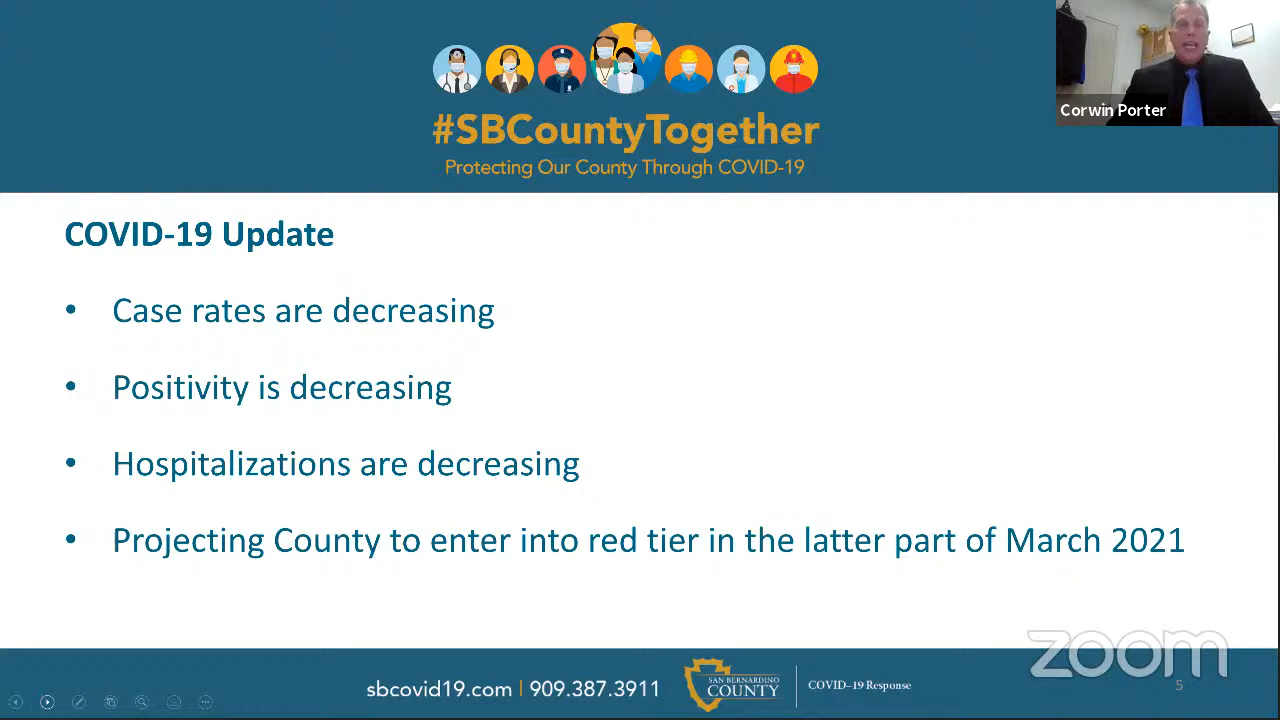 #SBCountyTogether
Protecting Our County Through COVID-19
Corwin Porter
COVID-19 Update
• Case rates are decreasing
• Positivity is decreasing
• Hospitalizations are decreasing
• Projecting County to enter into red tier in the latter part of March 2021
zoom
sbcovid19.com | 909.387.3911
SAN BERNARDINO
COUNTY
COVID–19 Response
5